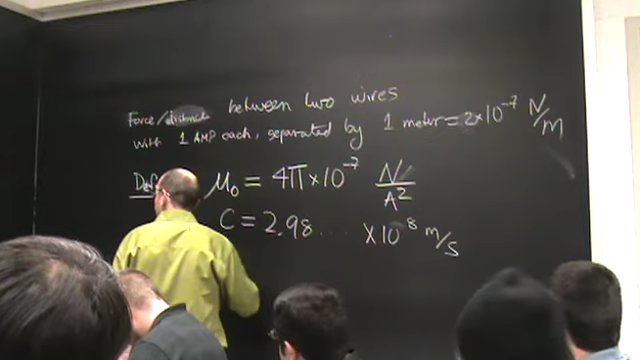 Force/distance between two wires
with 1 AMP each, separated by 1 meter = 2×10⁻⁷ N/m
Def μ₀ = 4π×10⁻⁷ N/A²
C = 2.98... ×10⁸ m/s